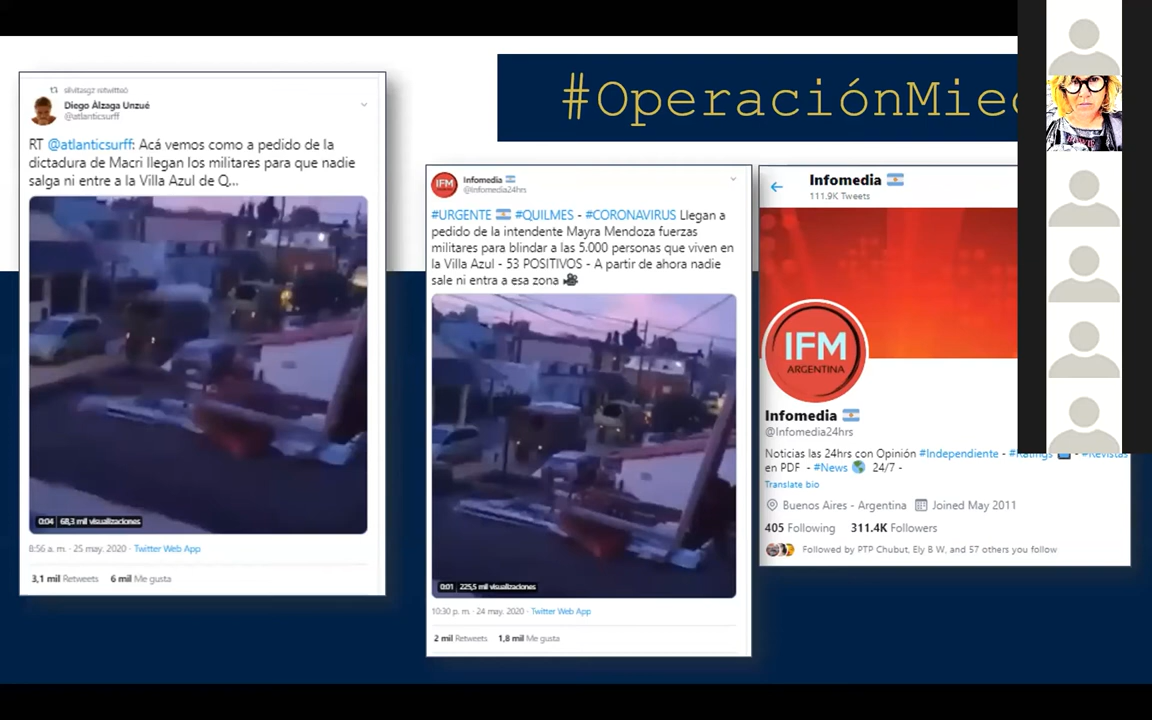 #OperaciónMied
silvitasgz retwitteó
Diego Álzaga Unzué
@atlanticsurff
RT @atlanticsurff: Acá vemos como a pedido de la
dictadura de Macri llegan los militares para que nadie
salga ni entre a la Villa Azul de Q...
0:04 68,3 mil visualizaciones
8:56 a. m. · 25 may. 2020 · Twitter Web App
3,1 mil Retweets 6 mil Me gusta
IFM
Infomedia
@Infomedia24hrs
#URGENTE #QUILMES - #CORONAVIRUS Llegan a
pedido de la intendente Mayra Mendoza fuerzas
militares para blindar a las 5.000 personas que viven en
la Villa Azul - 53 POSITIVOS - A partir de ahora nadie
sale ni entra a esa zona
0:01 225,5 mil visualizaciones
10:30 p. m. · 24 may. 2020 · Twitter Web App
2 mil Retweets 1,8 mil Me gusta
Infomedia
111.9K Tweets
IFM
ARGENTINA
Infomedia
@Infomedia24hrs
Noticias las 24hrs con Opinión #Independiente - #Ratings - #Revistas
en PDF - #News 24/7 -
Translate bio
Buenos Aires - Argentina Joined May 2011
405 Following 311.4K Followers
Followed by PTP Chubut, Ely B W, and 57 others you follow